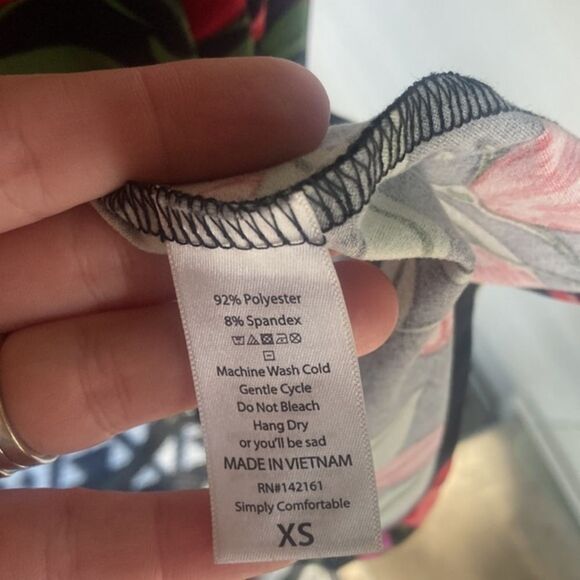 92% Polyester
8% Spandex
Machine Wash Cold
Gentle Cycle
Do Not Bleach
Hang Dry
or you'll be sad
MADE IN VIETNAM
RN#142161
Simply Comfortable
XS